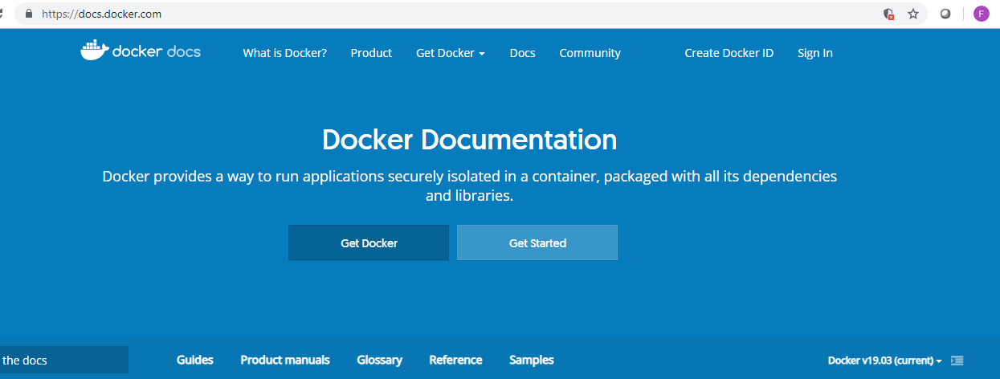 https://docs.docker.com
F
docker docs
What is Docker?
Product
Get Docker
Docs
Community
Create Docker ID
Sign In
Docker Documentation
Docker provides a way to run applications securely isolated in a container, packaged with all its dependencies
and libraries.
Get Docker
Get Started
the docs
Guides
Product manuals
Glossary
Reference
Samples
Docker v19.03 (current)